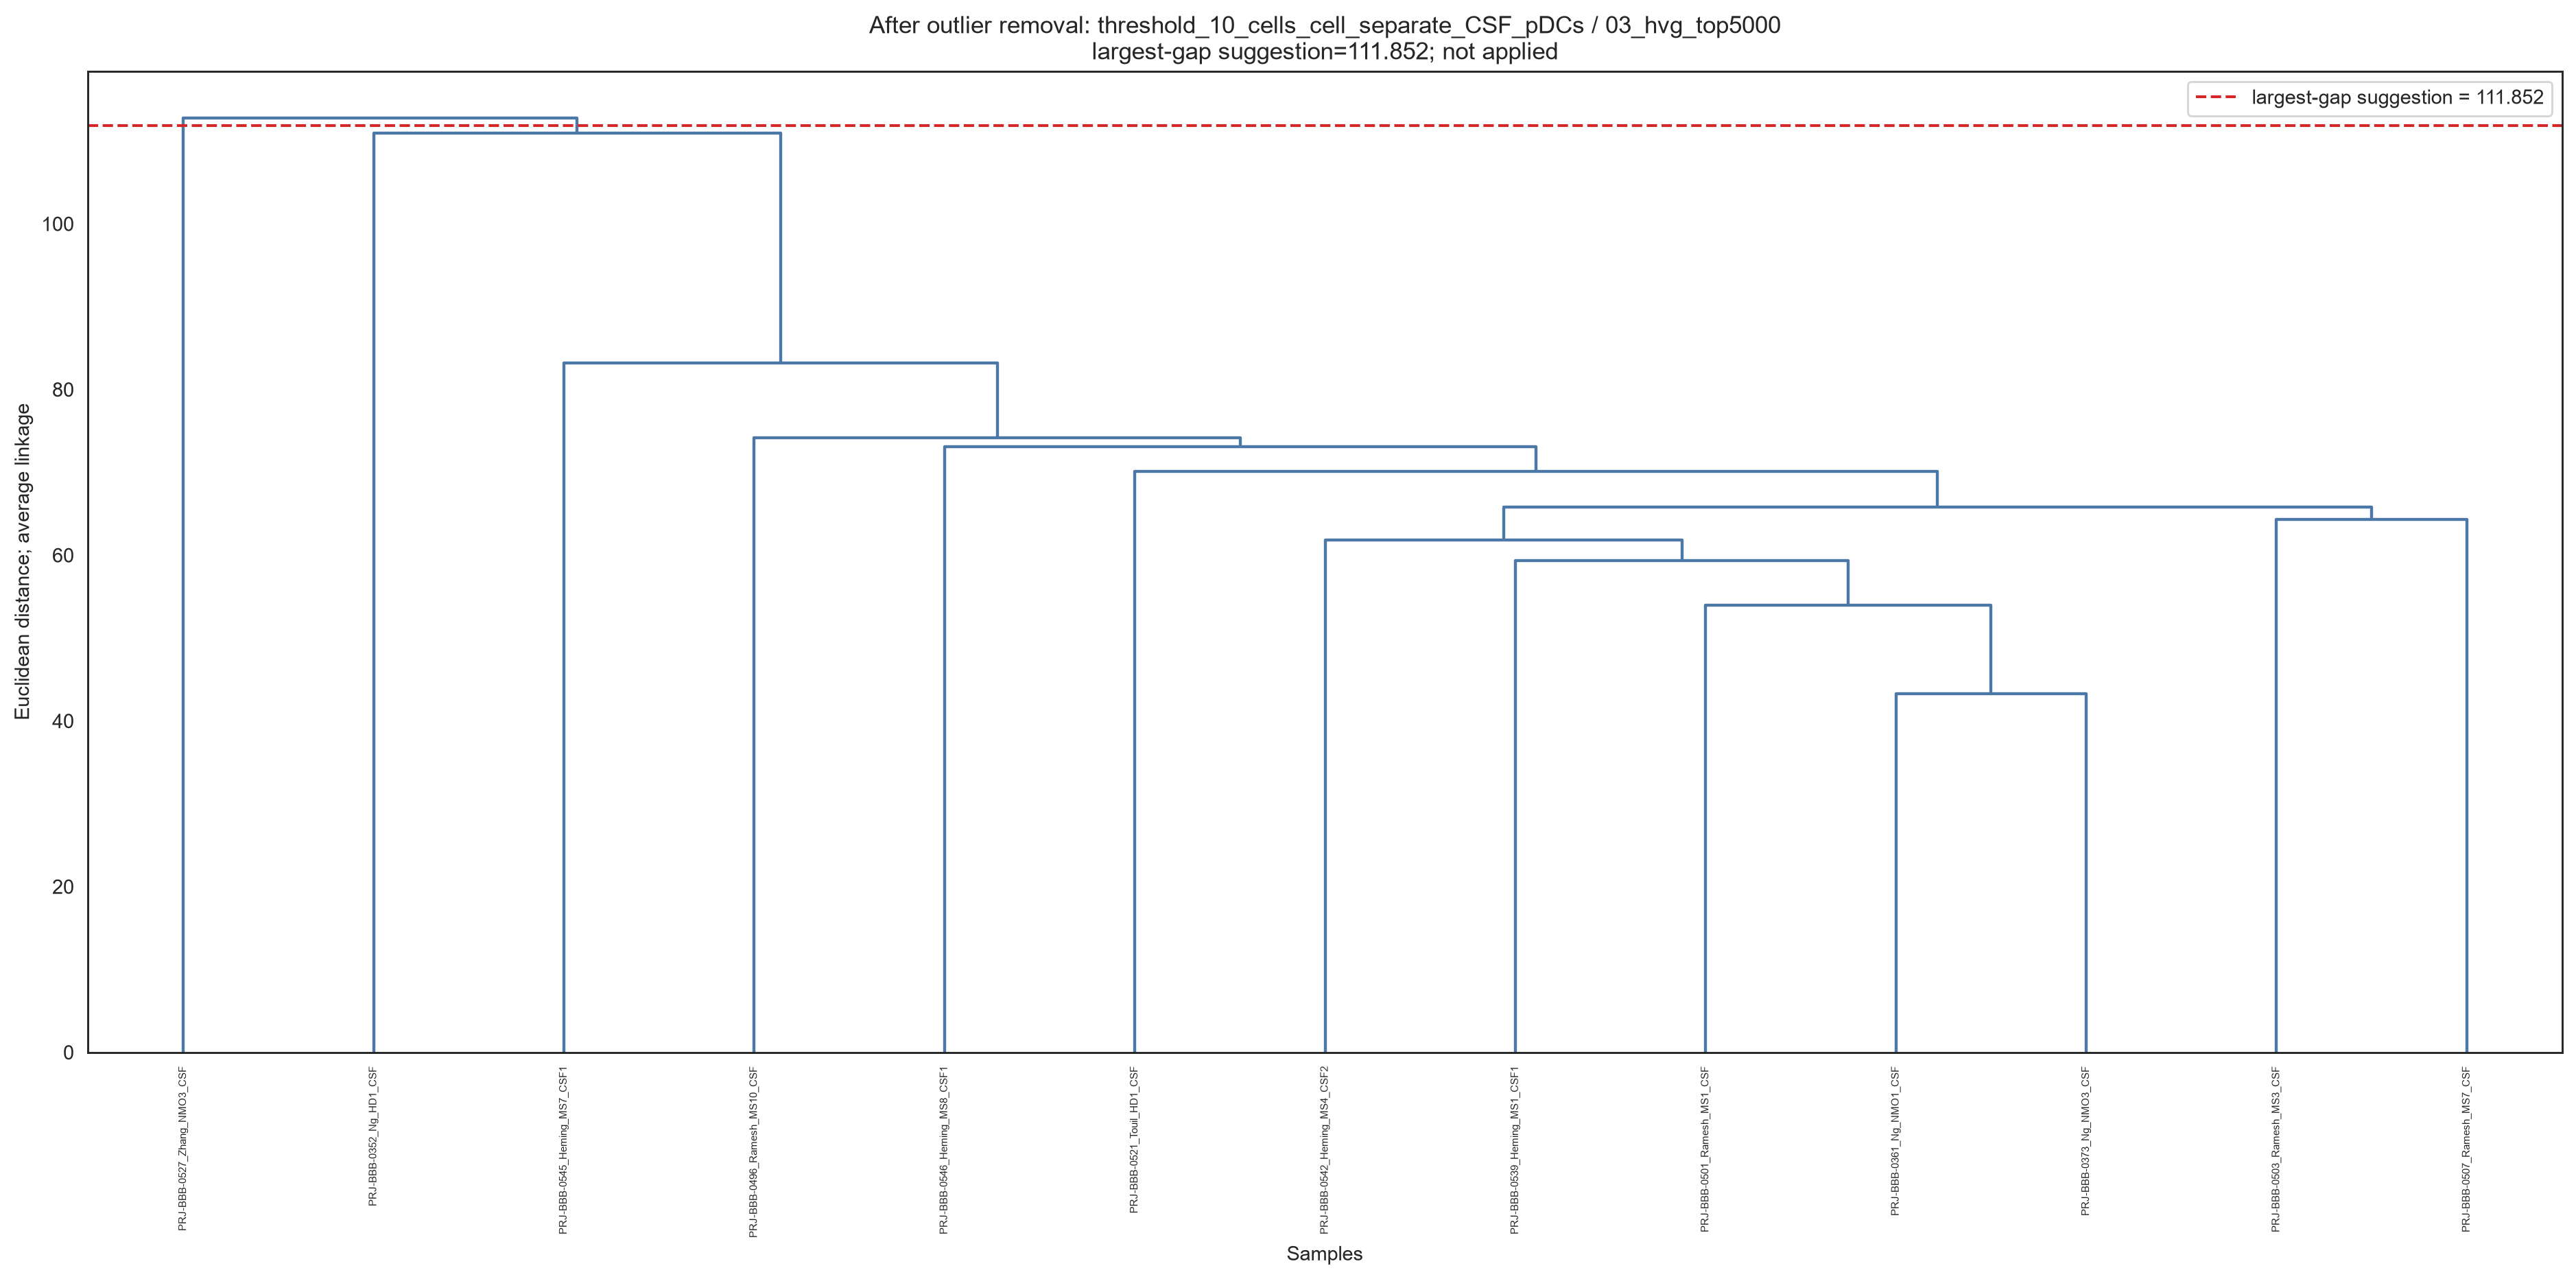 After outlier removal: threshold_10_cells_cell_separate_CSF_pDCs / 03_hvg_top5000
largest-gap suggestion=111.852; not applied
largest-gap suggestion = 111.852
Euclidean distance; average linkage
100
80
60
40
20
0
PRJ-BBB-0527_Zhang_NMO3_CSF
PRJ-BBB-0352_Ng_HD1_CSF
PRJ-BBB-0545_Heming_MS7_CSF1
PRJ-BBB-0496_Ramesh_MS10_CSF
PRJ-BBB-0546_Heming_MS8_CSF1
PRJ-BBB-0521_Touil_HD1_CSF
PRJ-BBB-0542_Heming_MS4_CSF2
PRJ-BBB-0539_Heming_MS1_CSF1
PRJ-BBB-0501_Ramesh_MS1_CSF
PRJ-BBB-0361_Ng_NMO1_CSF
PRJ-BBB-0373_Ng_NMO3_CSF
PRJ-BBB-0503_Ramesh_MS3_CSF
PRJ-BBB-0507_Ramesh_MS7_CSF
Samples